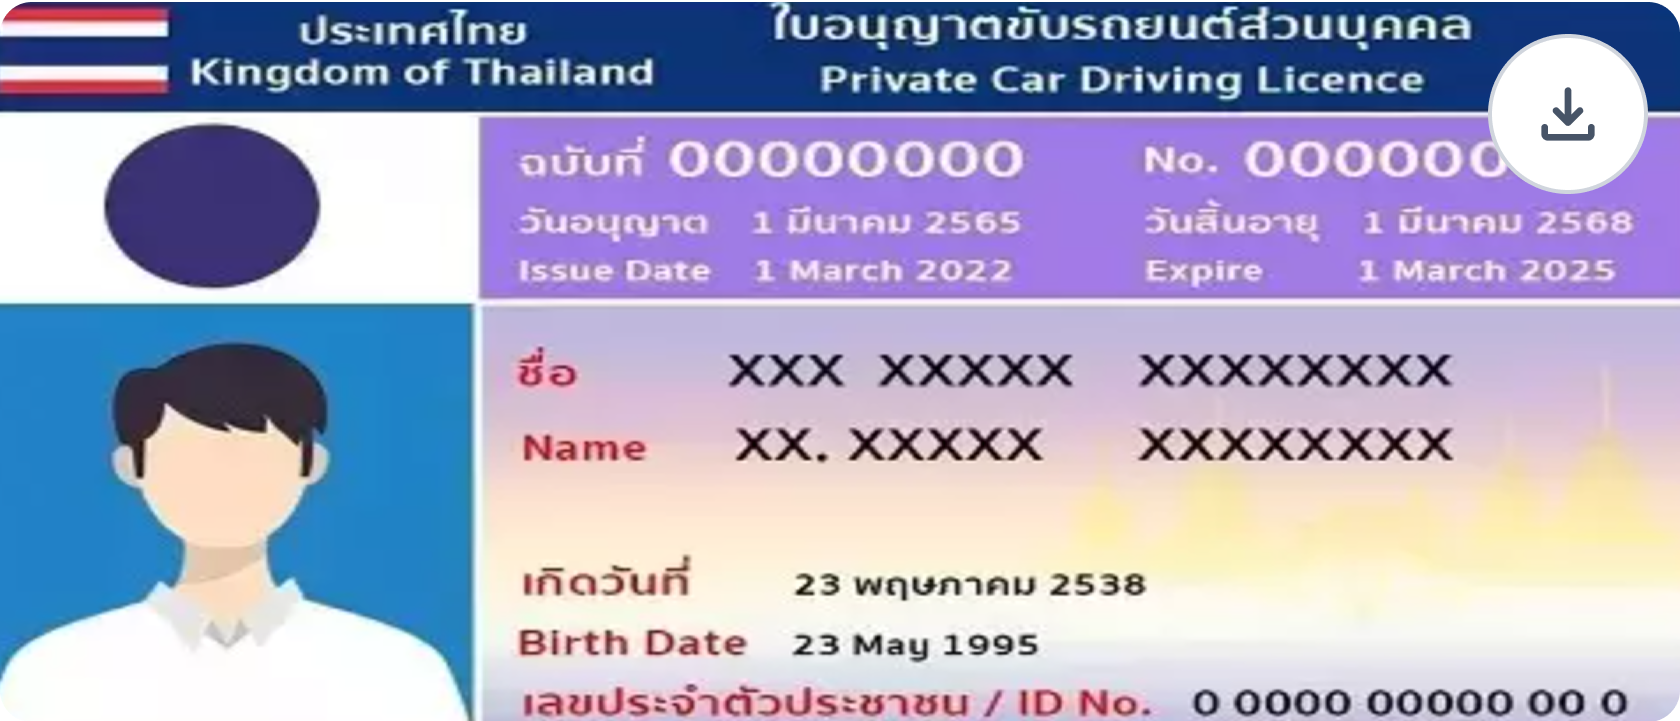 ประเทศไทย
Kingdom of Thailand
ใบอนุญาตขับรถยนต์ส่วนบุคคล
Private Car Driving Licence
ฉบับที่ 00000000 No. 000000
วันอนุญาต 1 มีนาคม 2565 วันสิ้นอายุ 1 มีนาคม 2568
Issue Date 1 March 2022 Expire 1 March 2025
ชื่อ XXX XXXXX XXXXXXXX
Name XX. XXXXX XXXXXXXX
เกิดวันที่ 23 พฤษภาคม 2538
Birth Date 23 May 1995
เลขประจำตัวประชาชน / ID No. 0 0000 00000 00 0